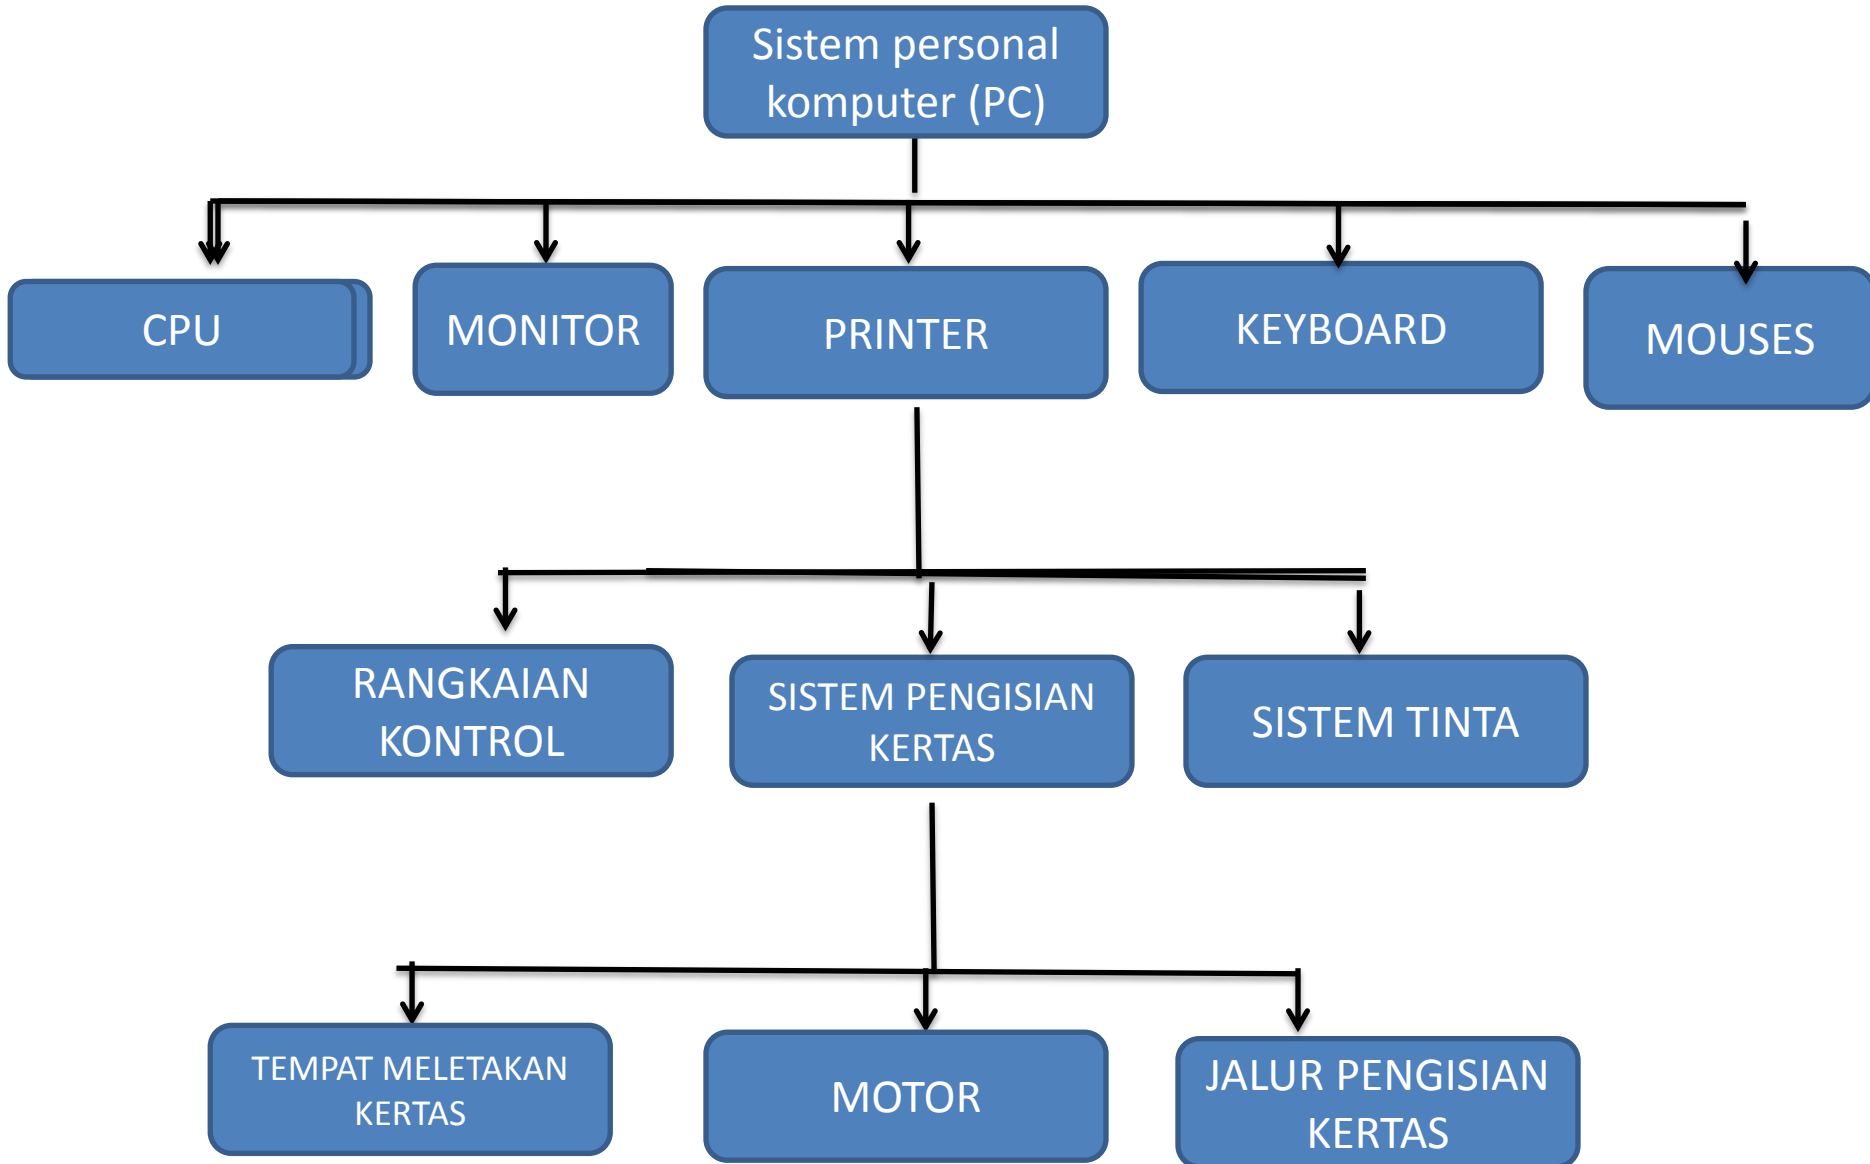 Sistem personal
komputer (PC)
CPU
MONITOR
PRINTER
KEYBOARD
MOUSES
RANGKAIAN
KONTROL
SISTEM PENGISIAN
KERTAS
SISTEM TINTA
TEMPAT MELETAKAN
KERTAS
MOTOR
JALUR PENGISIAN
KERTAS